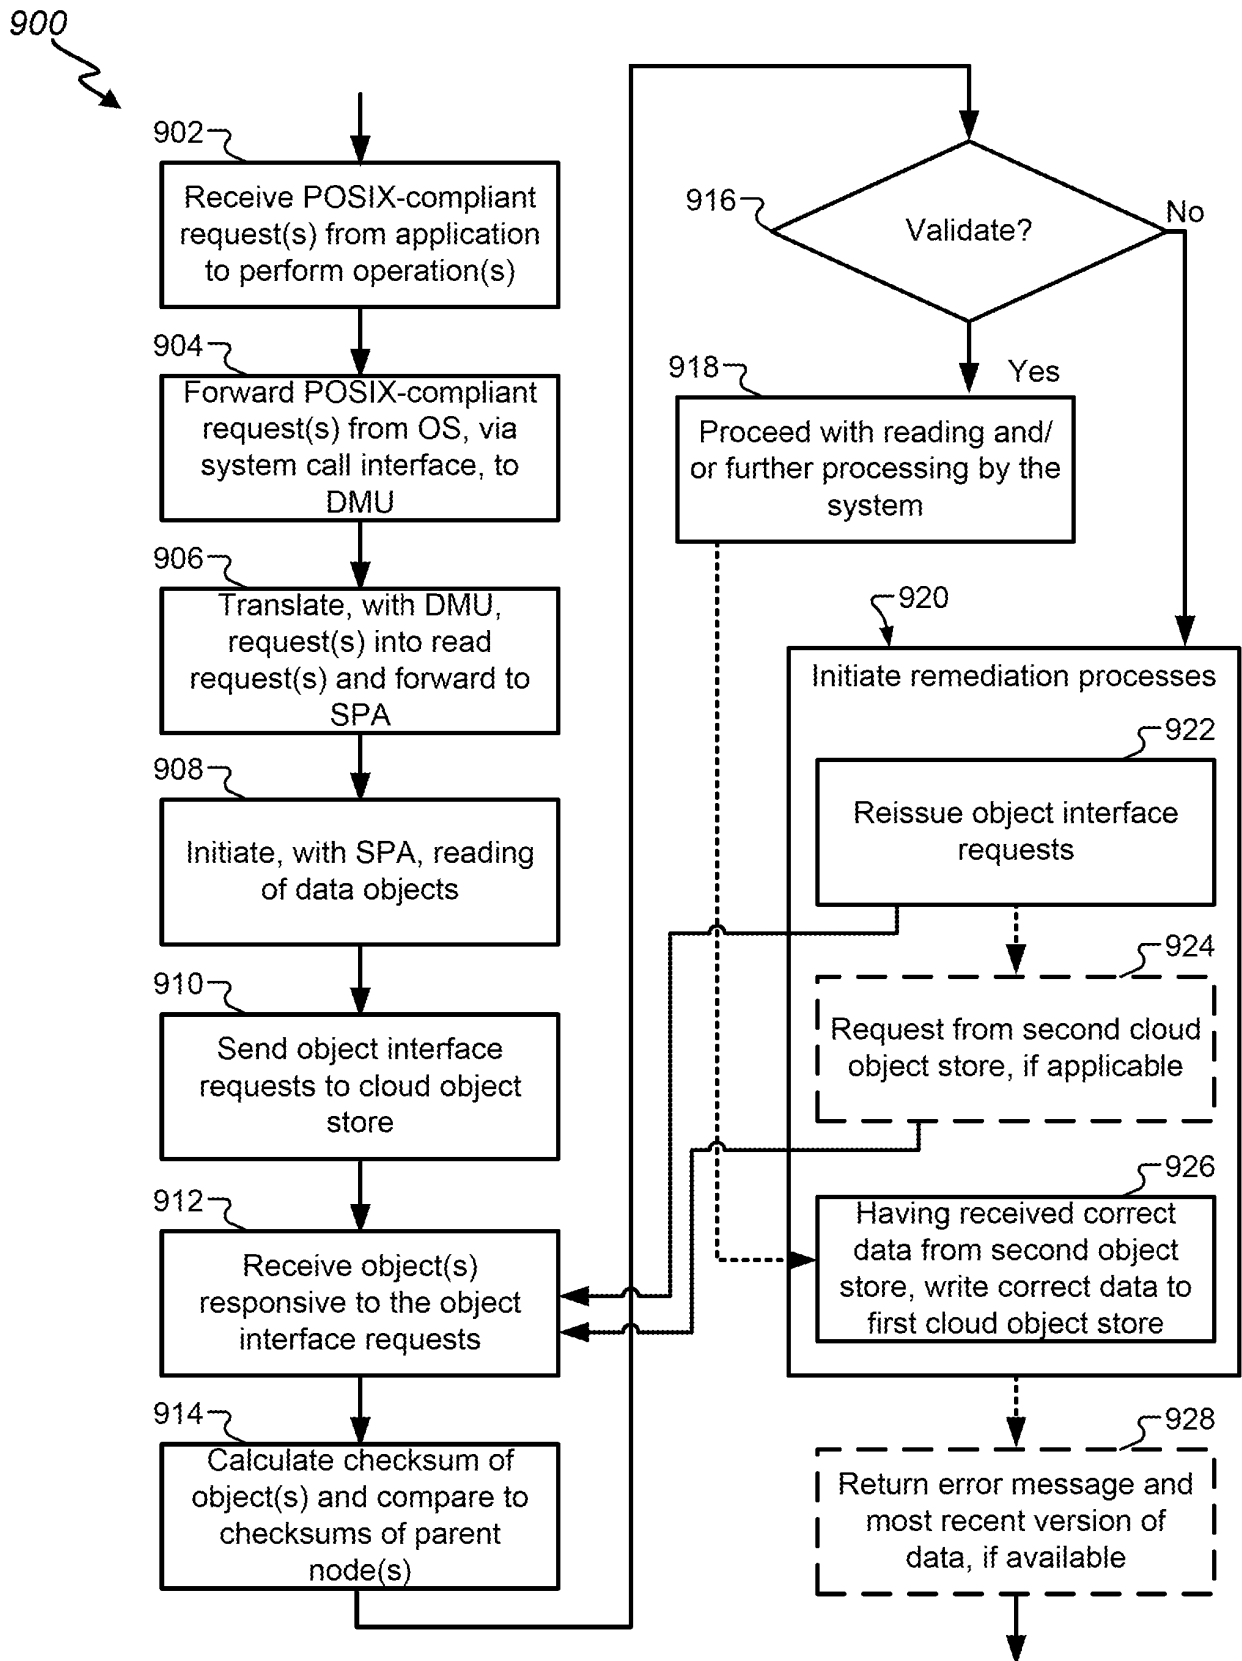 900
902
Receive POSIX-compliant
request(s) from application
to perform operation(s)
904
Forward POSIX-compliant
request(s) from OS, via
system call interface, to
DMU
906
Translate, with DMU,
request(s) into read
request(s) and forward to
SPA
908
Initiate, with SPA, reading
of data objects
910
Send object interface
requests to cloud object
store
912
Receive object(s)
responsive to the object
interface requests
914
Calculate checksum of
object(s) and compare to
checksums of parent
node(s)
916
Validate?
No
Yes
918
Proceed with reading and/
or further processing by the
system
920
Initiate remediation processes
922
Reissue object interface
requests
924
Request from second cloud
object store, if applicable
926
Having received correct
data from second object
store, write correct data to
first cloud object store
928
Return error message and
most recent version of
data, if available